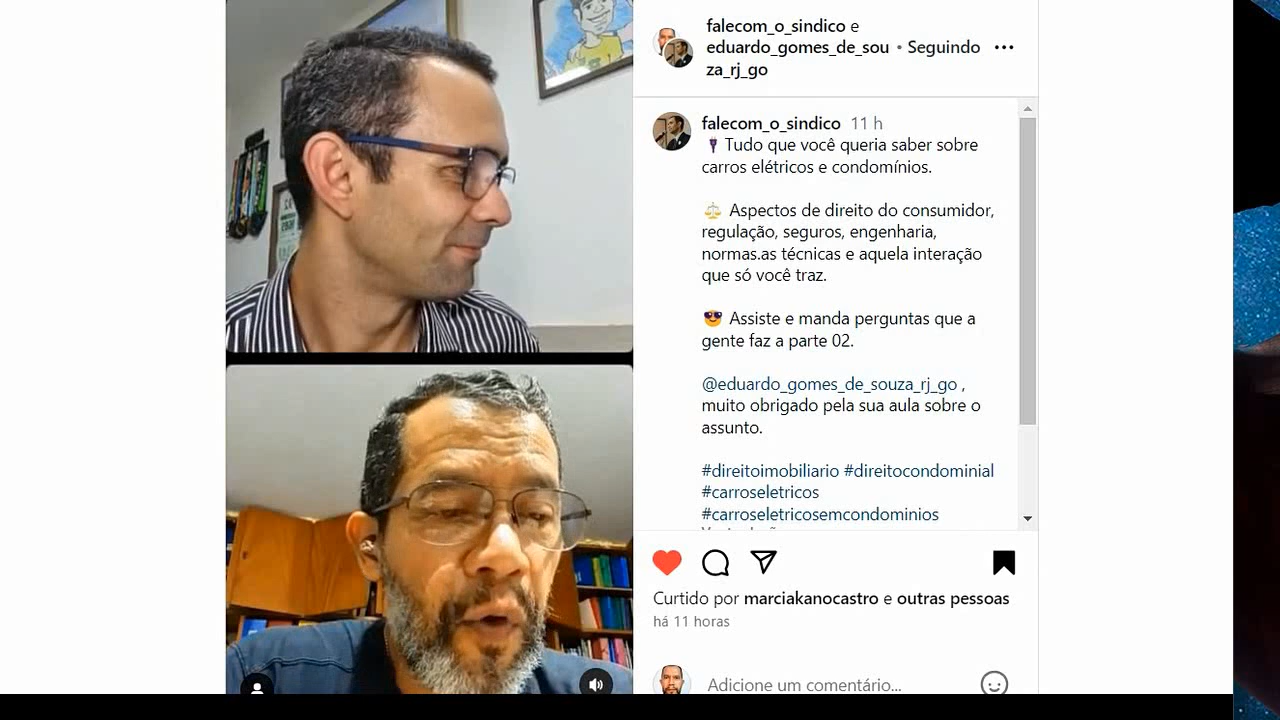 falecom_o_sindico e
eduardo_gomes_de_sou • Seguindo
za_rj_go
falecom_o_sindico 11 h
Tudo que você queria saber sobre
carros elétricos e condomínios.
Aspectos de direito do consumidor,
regulação, seguros, engenharia,
normas.as técnicas e aquela interação
que só você traz.
Assiste e manda perguntas que a
gente faz a parte 02.
@eduardo_gomes_de_souza_rj_go ,
muito obrigado pela sua aula sobre o
assunto.
#direitoimobiliario #direitocondominial
#carroseletricos
#carroseletricosemcondominios
Curtido por marciakanocastro e outras pessoas
há 11 horas
Adicione um comentário...